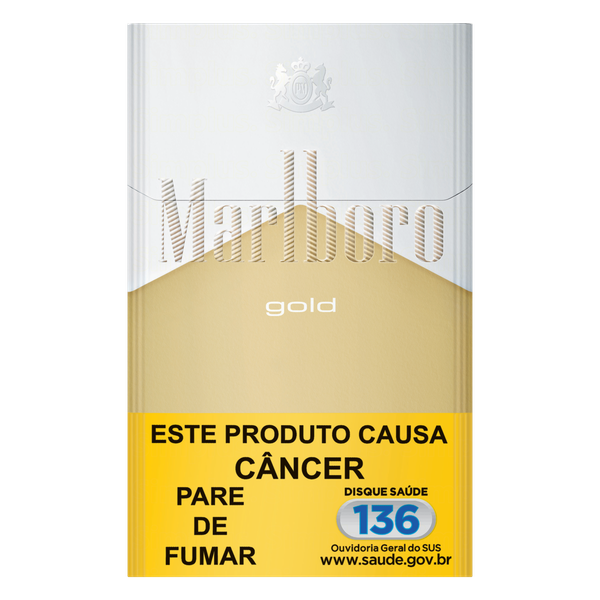 Marlboro
gold
ESTE PRODUTO CAUSA
CÂNCER
PARE
DE
FUMAR
DISQUE SAÚDE
136
Ouvidoria Geral do SUS
www.saude.gov.br